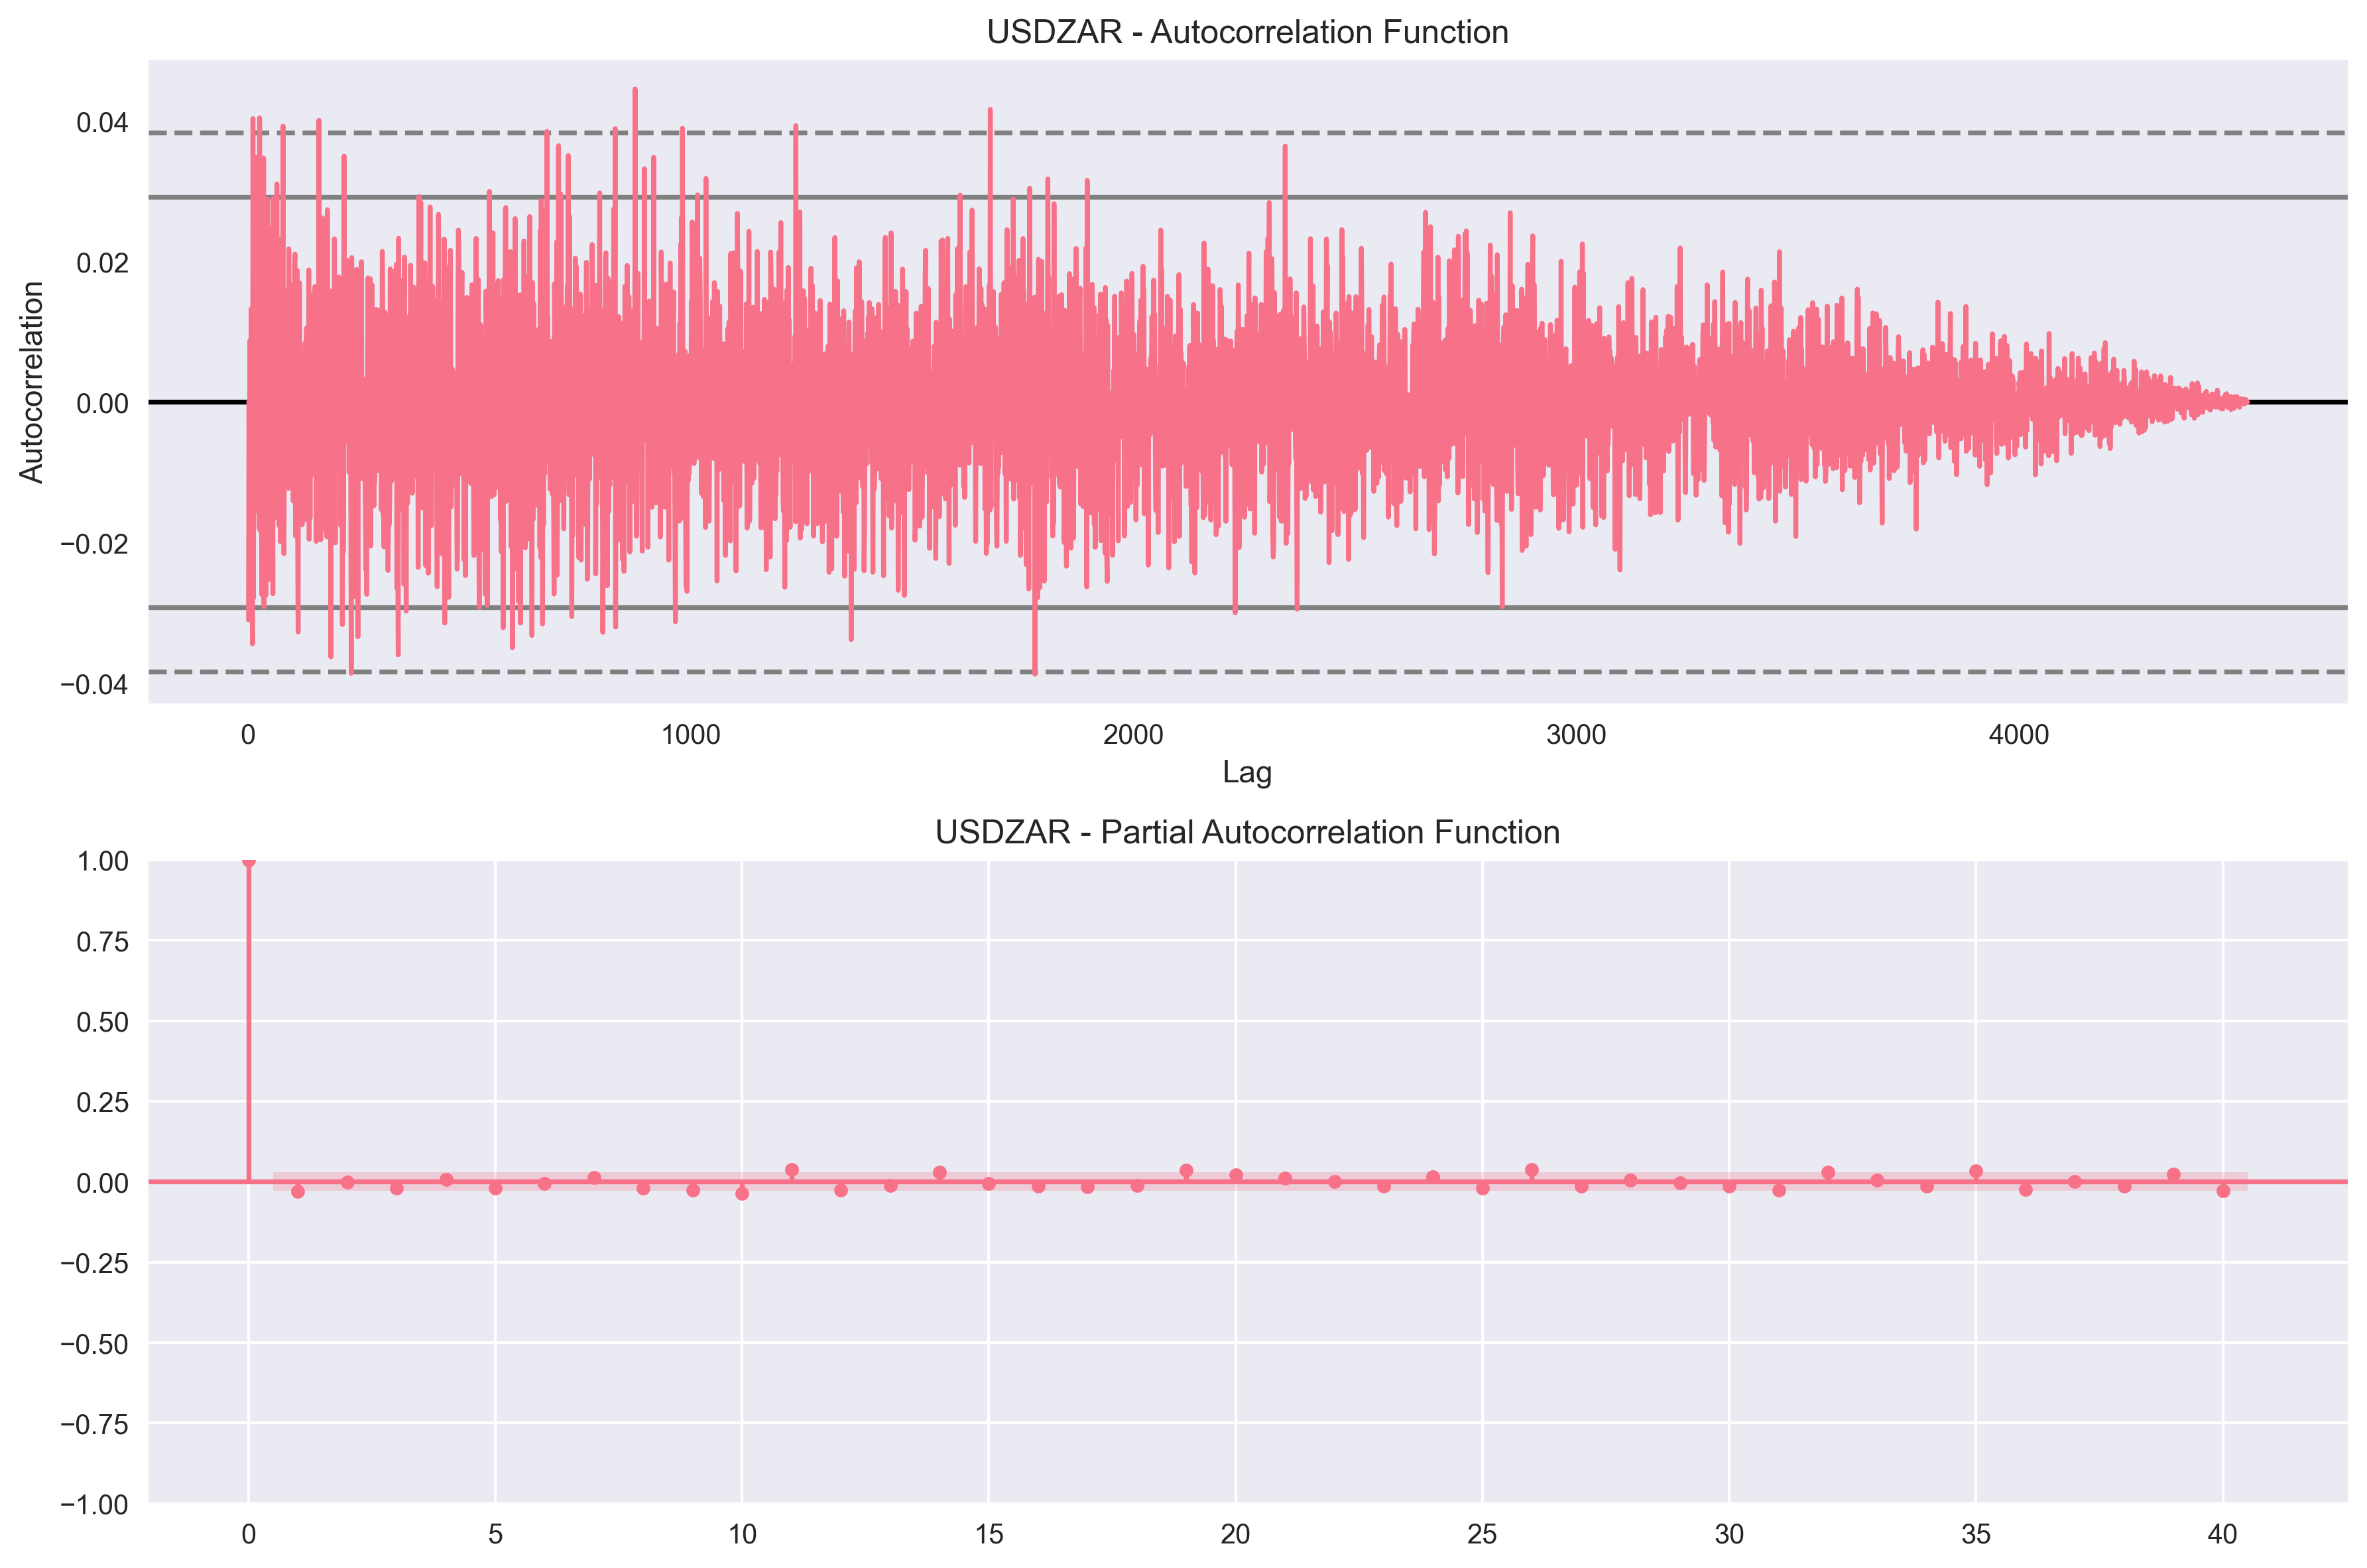 USDZAR - Autocorrelation Function
0.04
0.02
0.00
−0.02
−0.04
Autocorrelation
0 1000 2000 3000 4000
Lag
USDZAR - Partial Autocorrelation Function
1.00
0.75
0.50
0.25
0.00
−0.25
−0.50
−0.75
−1.00
0 5 10 15 20 25 30 35 40